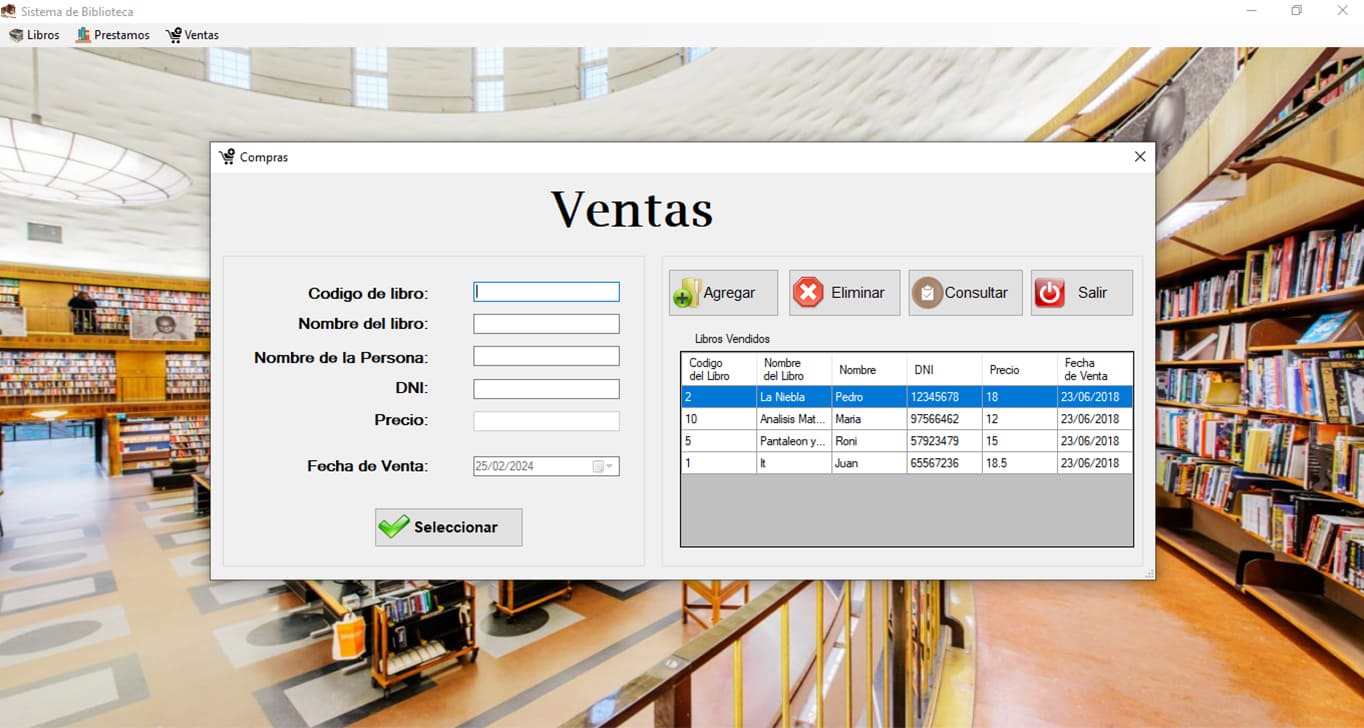 Sistema de Biblioteca
Libros Prestamos Ventas
Compras
Ventas
Codigo de libro:
Nombre del libro:
Nombre de la Persona:
DNI:
Precio:
Fecha de Venta: 25/02/2024
Seleccionar
Agregar Eliminar Consultar Salir
Libros Vendidos
Codigo del Libro Nombre del Libro Nombre DNI Precio Fecha de Venta
2 La Niebla Pedro 12345678 18 23/06/2018
10 Analisis Mat... Maria 97566462 12 23/06/2018
5 Pantaleon y... Roni 57923479 15 23/06/2018
1 It Juan 65567236 18.5 23/06/2018